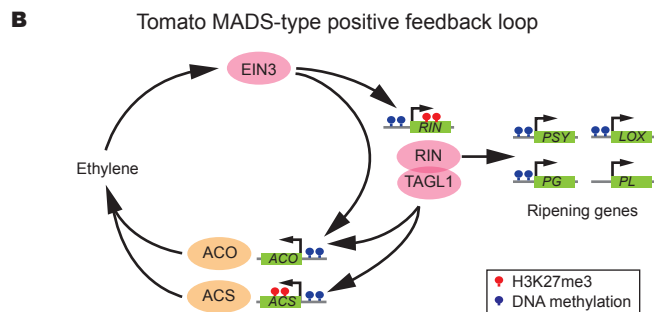 B
Tomato MADS-type positive feedback loop
EIN3
RIN
PSY
LOX
RIN
TAGL1
Ethylene
PG
PL
Ripening genes
ACO
ACO
ACS
ACS
H3K27me3
DNA methylation